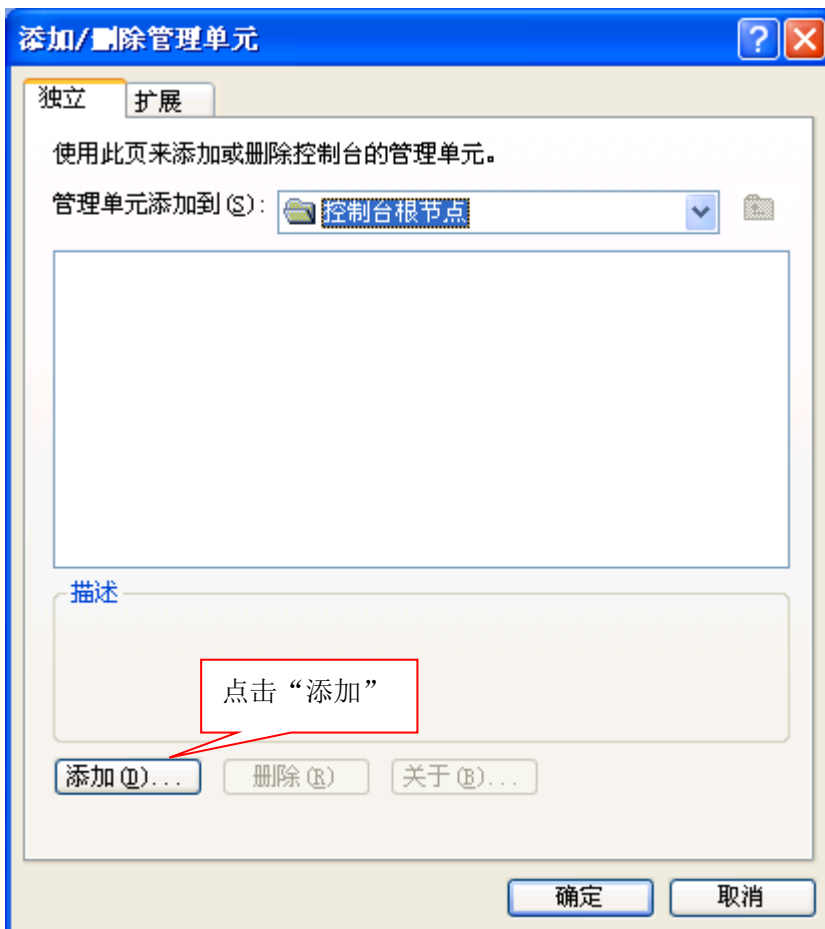 添加/删除管理单元
独立 扩展
使用此页来添加或删除控制台的管理单元。
管理单元添加到(S): 控制台根节点
描述
点击“添加”
添加(D)... 删除(R) 关于(B)...
确定 取消